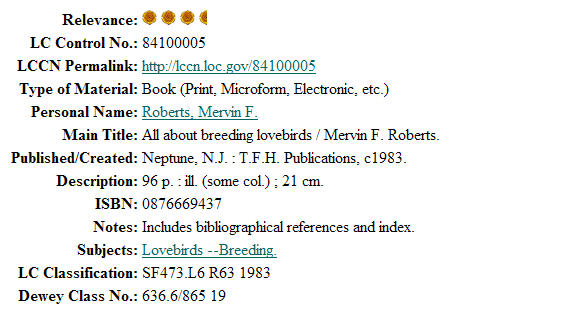 Relevance:
LC Control No.: 84100005
LCCN Permalink: http://lccn.loc.gov/84100005
Type of Material: Book (Print, Microform, Electronic, etc.)
Personal Name: Roberts, Mervin F.
Main Title: All about breeding lovebirds / Mervin F. Roberts.
Published/Created: Neptune, N.J. : T.F.H. Publications, c1983.
Description: 96 p. : ill. (some col.) ; 21 cm.
ISBN: 0876669437
Notes: Includes bibliographical references and index.
Subjects: Lovebirds --Breeding.
LC Classification: SF473.L6 R63 1983
Dewey Class No.: 636.6/865 19